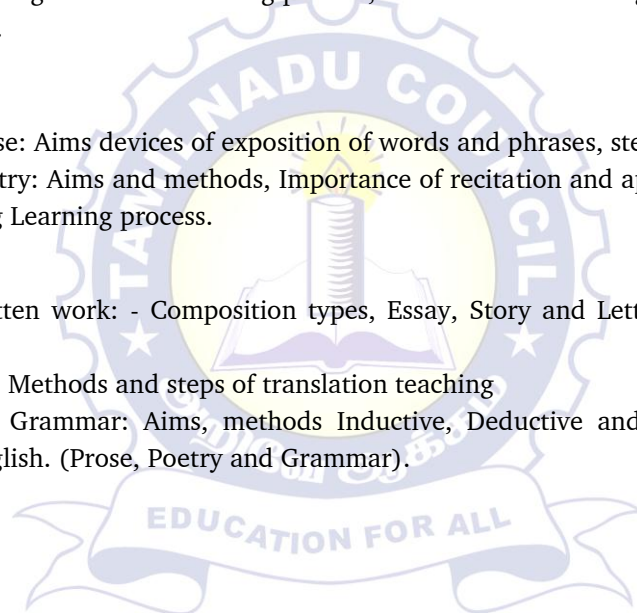 se: Aims devices of exposition of words and phrases, ste
try: Aims and methods, Importance of recitation and a
g Learning process.
tten work: - Composition types, Essay, Story and Lett
Methods and steps of translation teaching
Grammar: Aims, methods Inductive, Deductive and
glish. (Prose, Poetry and Grammar).
TAMIL NADU COUNCIL
EDUCATION FOR ALL